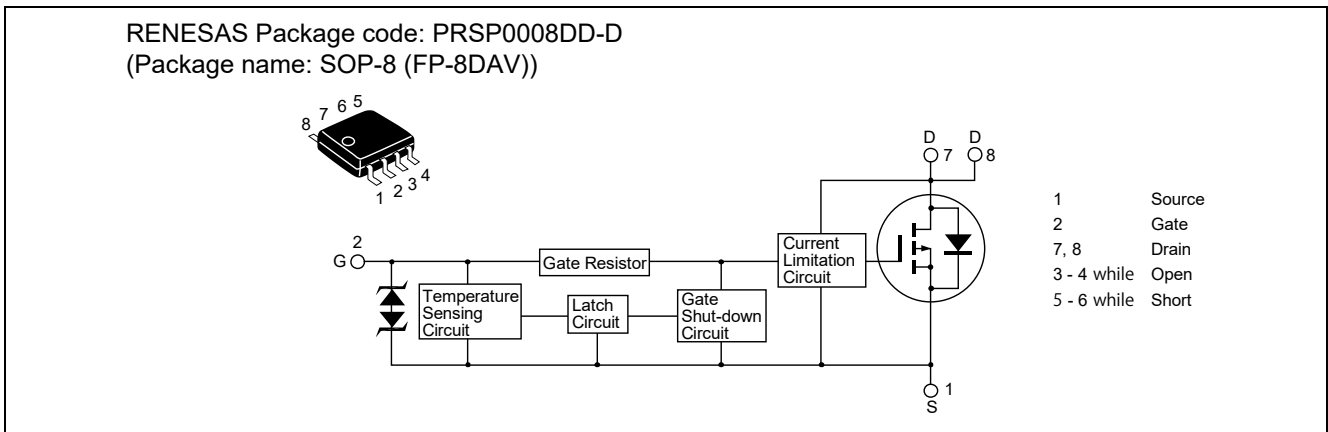 RENESAS Package code: PRSP0008DD-D
(Package name: SOP-8 (FP-8DAV))
8
7
6
5
1
2
3
4
D
7
D
8
2
G
Gate Resistor
Current
Limitation
Circuit
Temperature
Sensing
Circuit
Latch
Circuit
Gate
Shut-down
Circuit
1
S
1 Source
2 Gate
7, 8 Drain
3 - 4 while Open
5 - 6 while Short